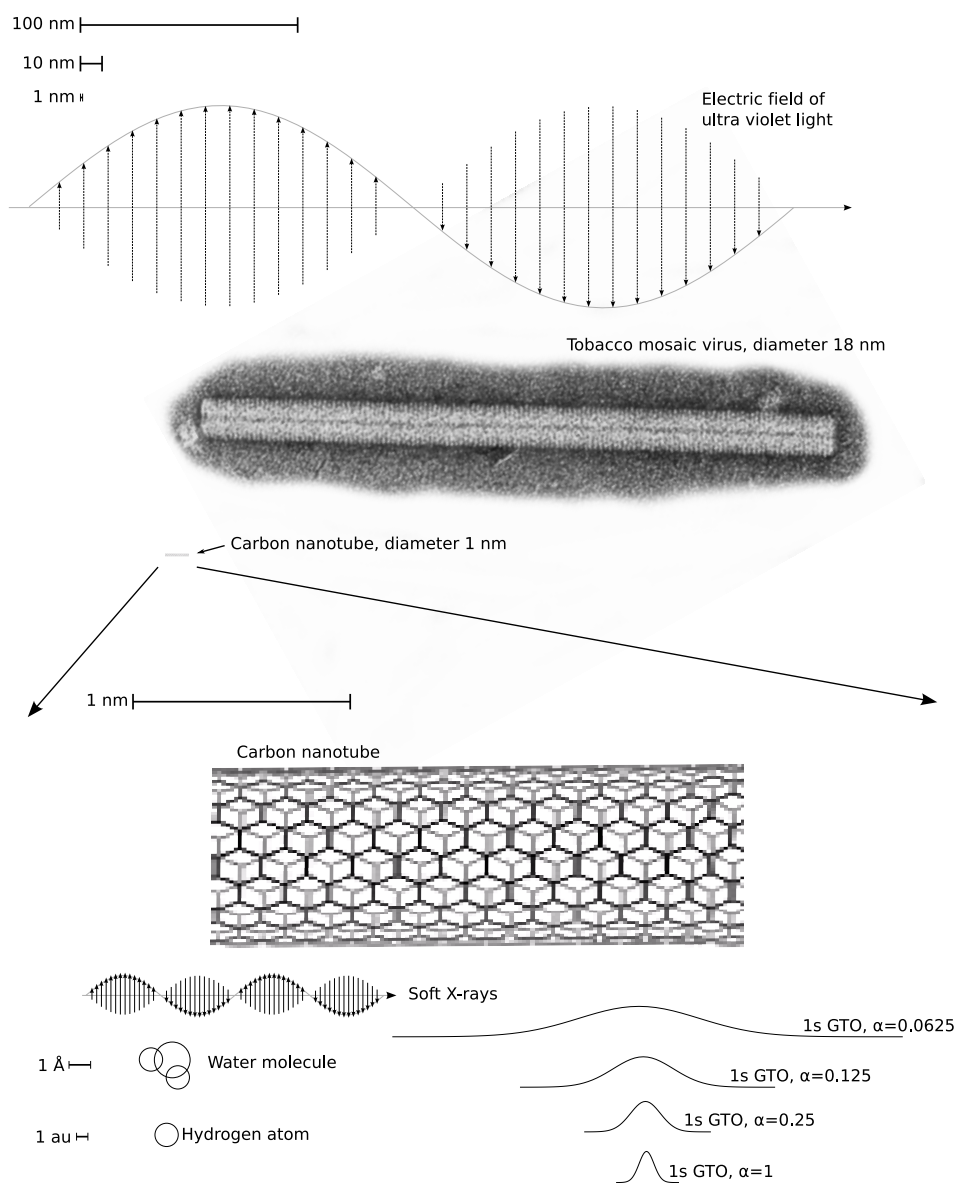 100 nm
10 nm
1 nm
Electric field of
ultra violet light
Tobacco mosaic virus, diameter 18 nm
Carbon nanotube, diameter 1 nm
1 nm
Carbon nanotube
Soft X-rays
1s GTO, α=0.0625
1 Å
Water molecule
1s GTO, α=0.125
1s GTO, α=0.25
1 au
Hydrogen atom
1s GTO, α=1